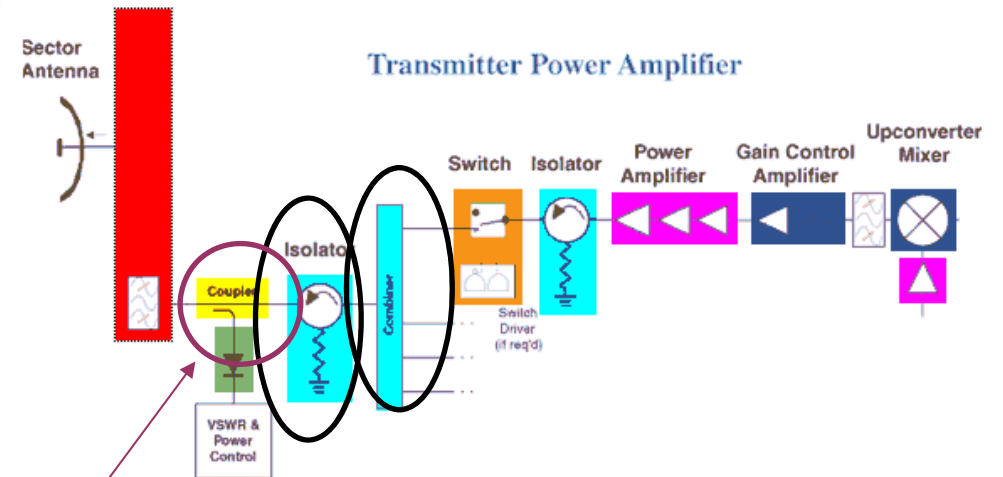 Sector
Antenna
Transmitter Power Amplifier
Switch
Isolator
Power
Amplifier
Gain Control
Amplifier
Upconverter
Mixer
Isolator
Coupler
Combiner
Switch
Driver
(if req'd)
VSWR &
Power
Control